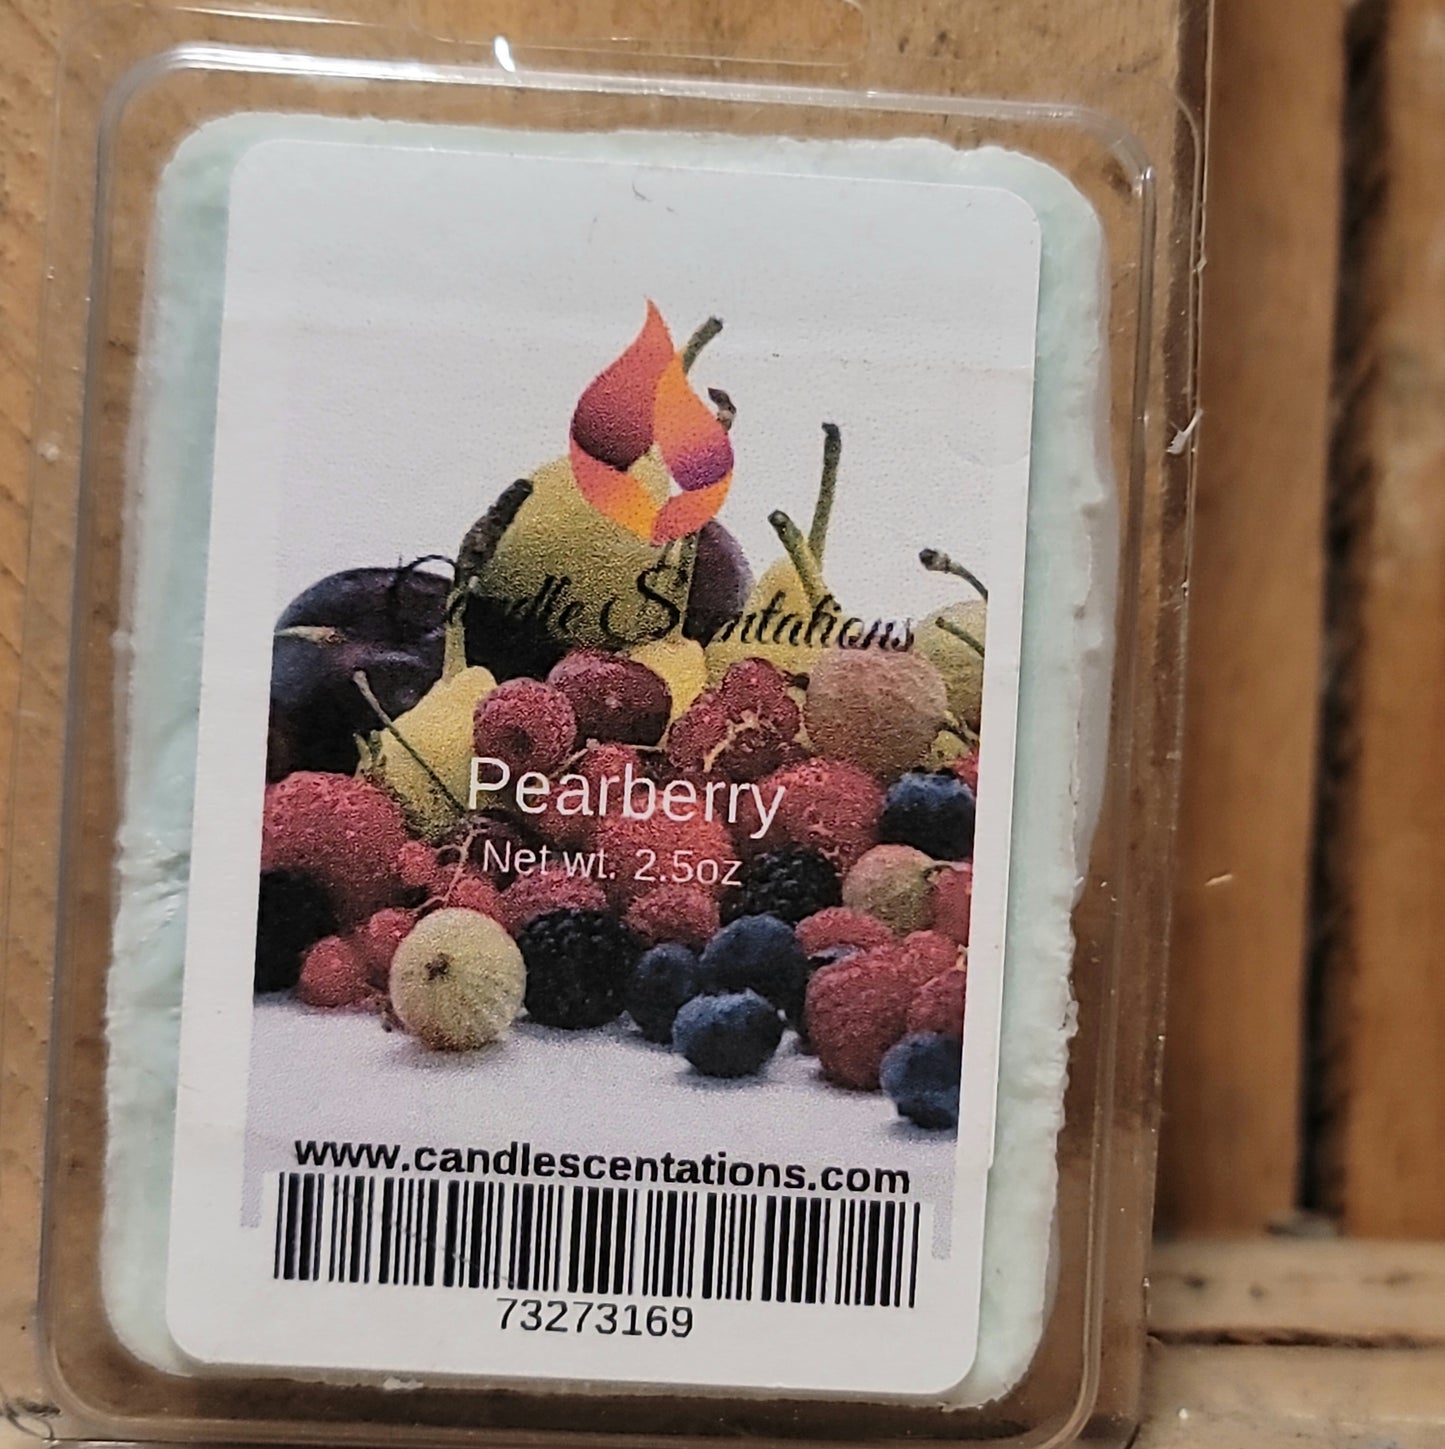 Candle Scentations
Pearberry
Net wt. 2.5oz
www.candlescentations.com
73273169